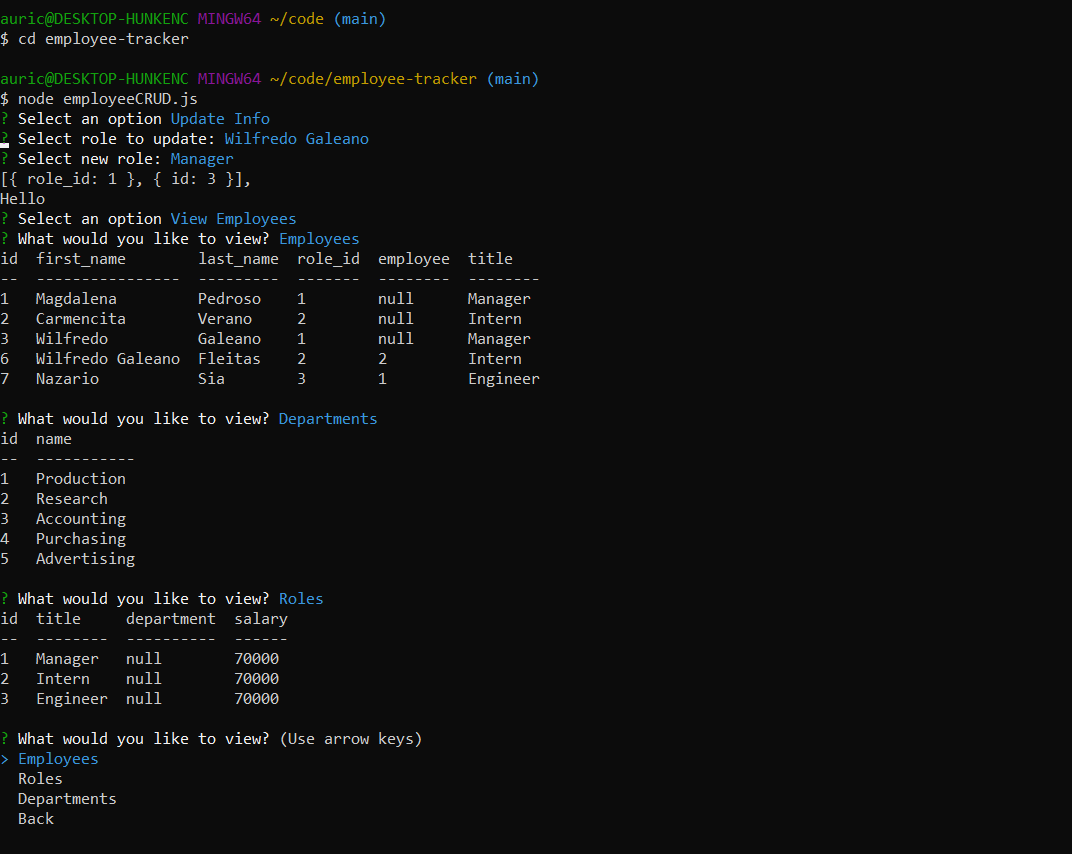 auric@DESKTOP-HUNKENC MINGW64 ~/code (main)
$ cd employee-tracker

auric@DESKTOP-HUNKENC MINGW64 ~/code/employee-tracker (main)
$ node employeeCRUD.js
? Select an option Update Info
? Select role to update: Wilfredo Galeano
? Select new role: Manager
[{ role_id: 1 }, { id: 3 }],
Hello
? Select an option View Employees
? What would you like to view? Employees
id  first_name        last_name  role_id  employee  title
--  ----------------  ---------  -------  --------  --------
1   Magdalena         Pedroso    1        null      Manager
2   Carmencita        Verano     2        null      Intern
3   Wilfredo          Galeano    1        null      Manager
6   Wilfredo Galeano  Fleitas    2        2         Intern
7   Nazario           Sia        3        1         Engineer

? What would you like to view? Departments
id  name
--  -----------
1   Production
2   Research
3   Accounting
4   Purchasing
5   Advertising

? What would you like to view? Roles
id  title     department  salary
--  --------  ----------  ------
1   Manager   null        70000
2   Intern    null        70000
3   Engineer  null        70000

? What would you like to view? (Use arrow keys)
> Employees
  Roles
  Departments
  Back